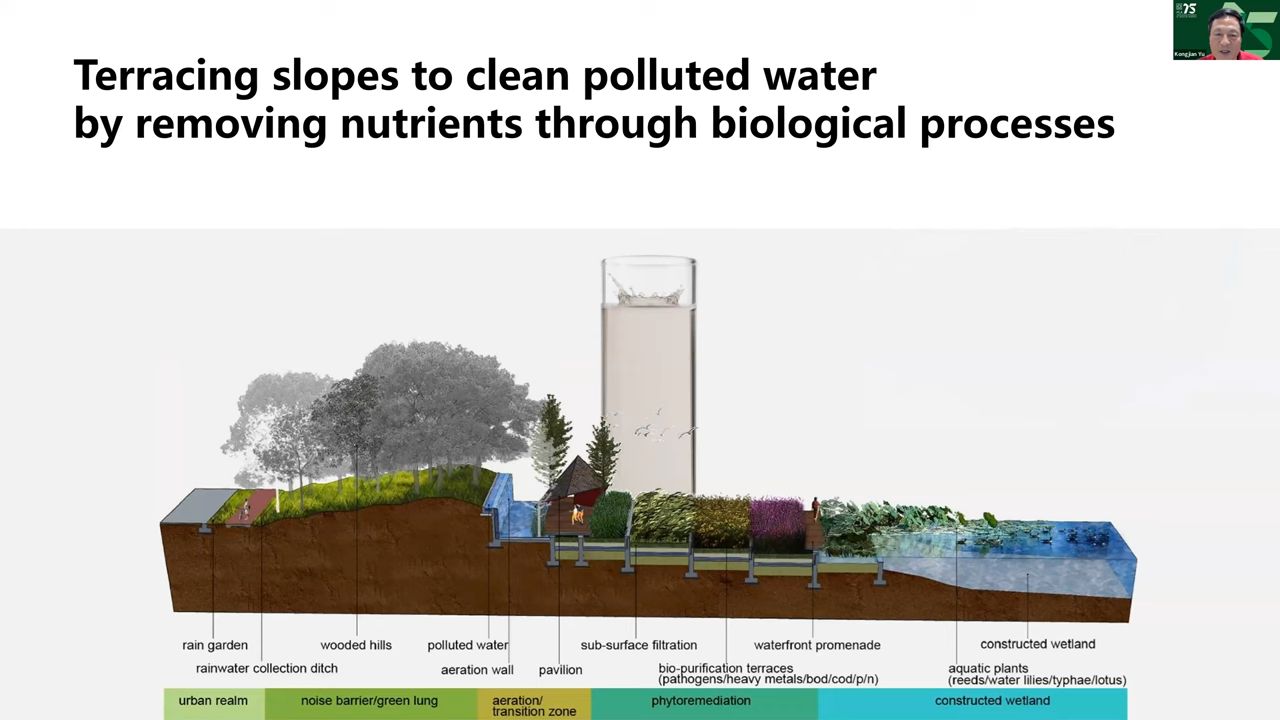 75
Kongjian Yu
Terracing slopes to clean polluted water
by removing nutrients through biological processes
rain garden
wooded hills
polluted water
sub-surface filtration
waterfront promenade
constructed wetland
rainwater collection ditch
aeration wall
pavilion
bio-purification terraces
(pathogens/heavy metals/bod/cod/p/n)
aquatic plants
(reeds/water lilies/typhae/lotus)
urban realm
noise barrier/green lung
aeration/
transition zone
phytoremediation
constructed wetland